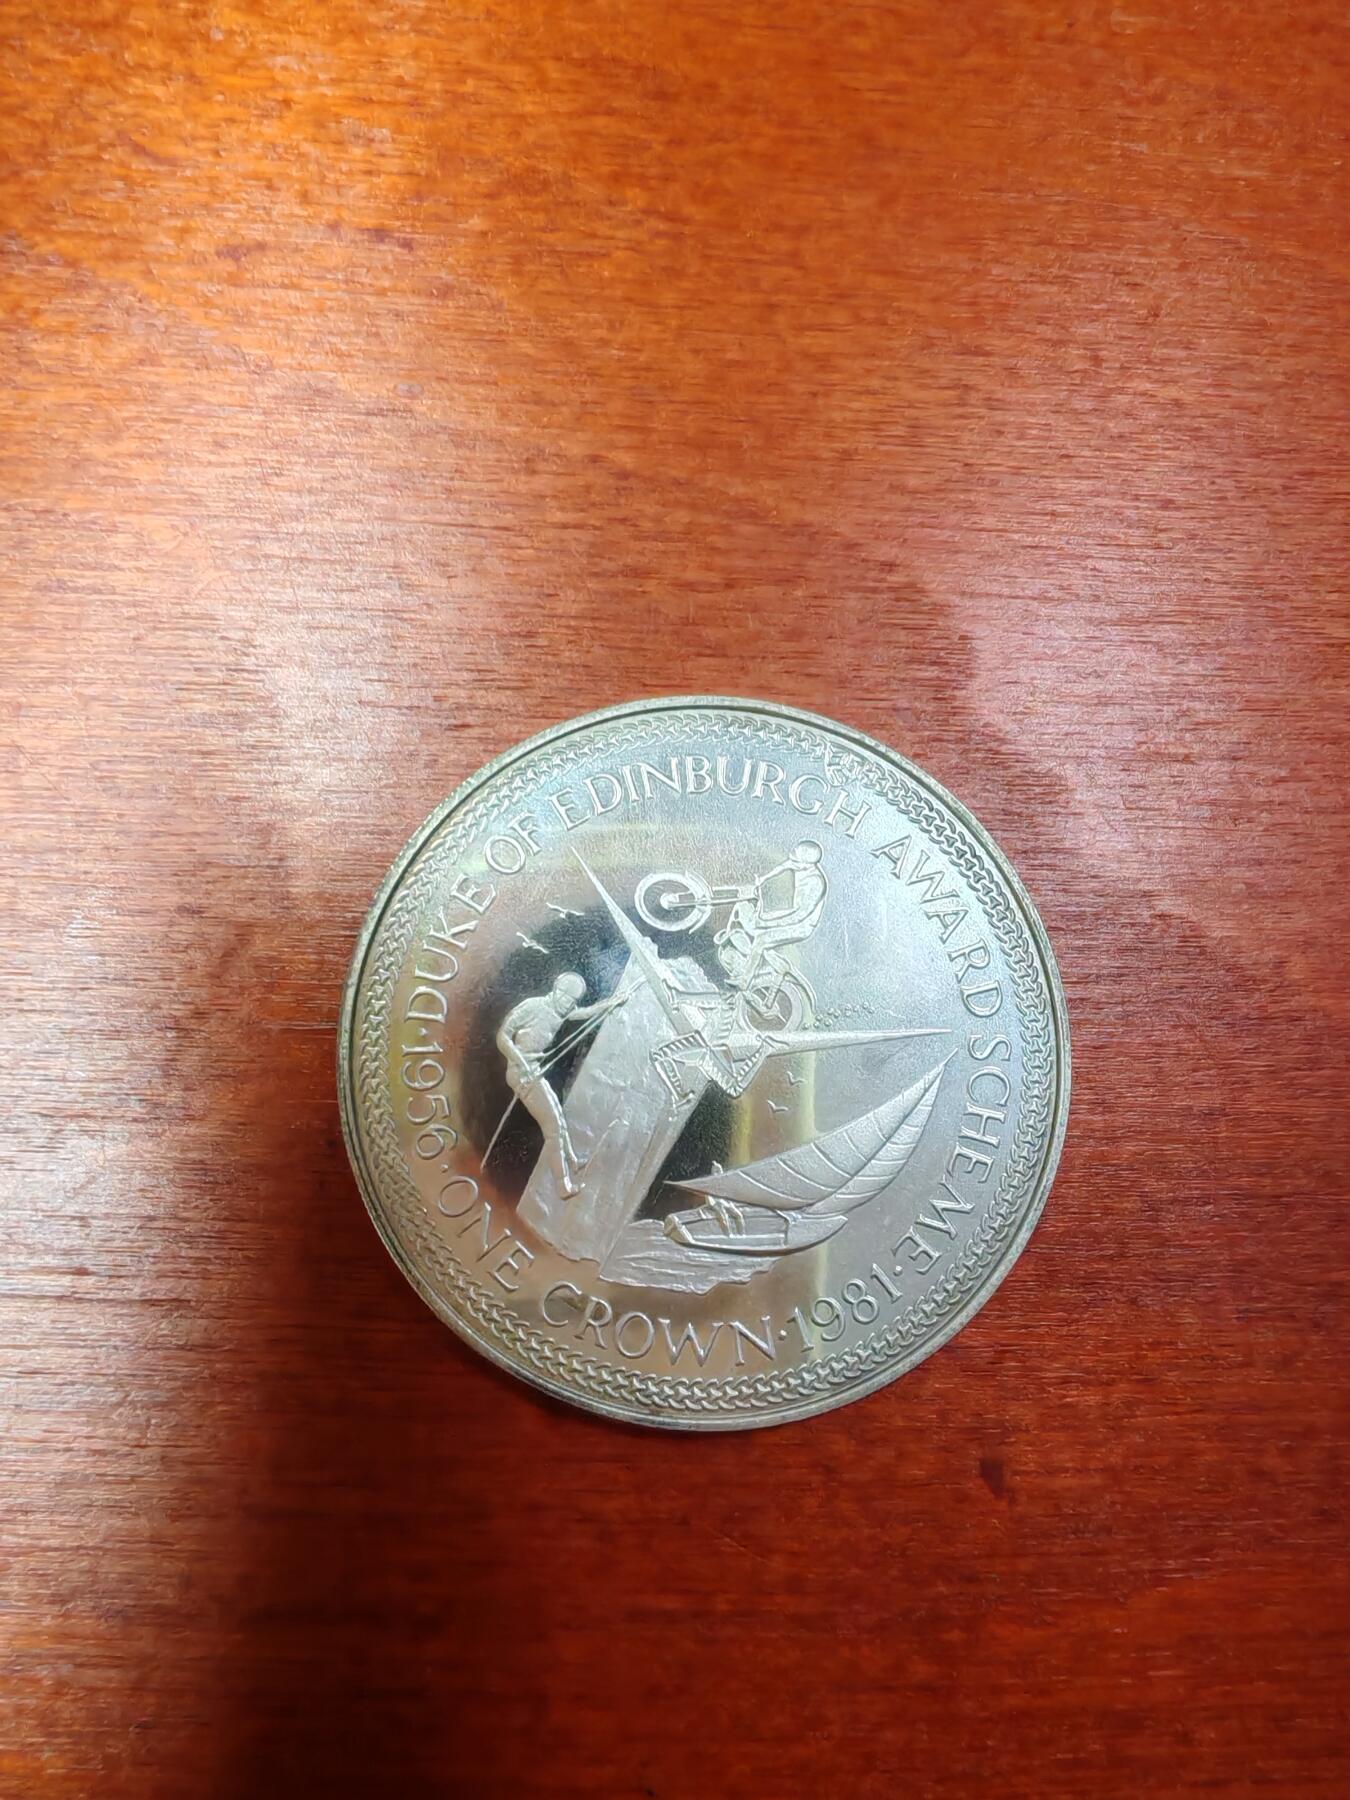 1956·DUKE OF EDINBURGH AWARD SCHEME·1981·
ONE CROWN